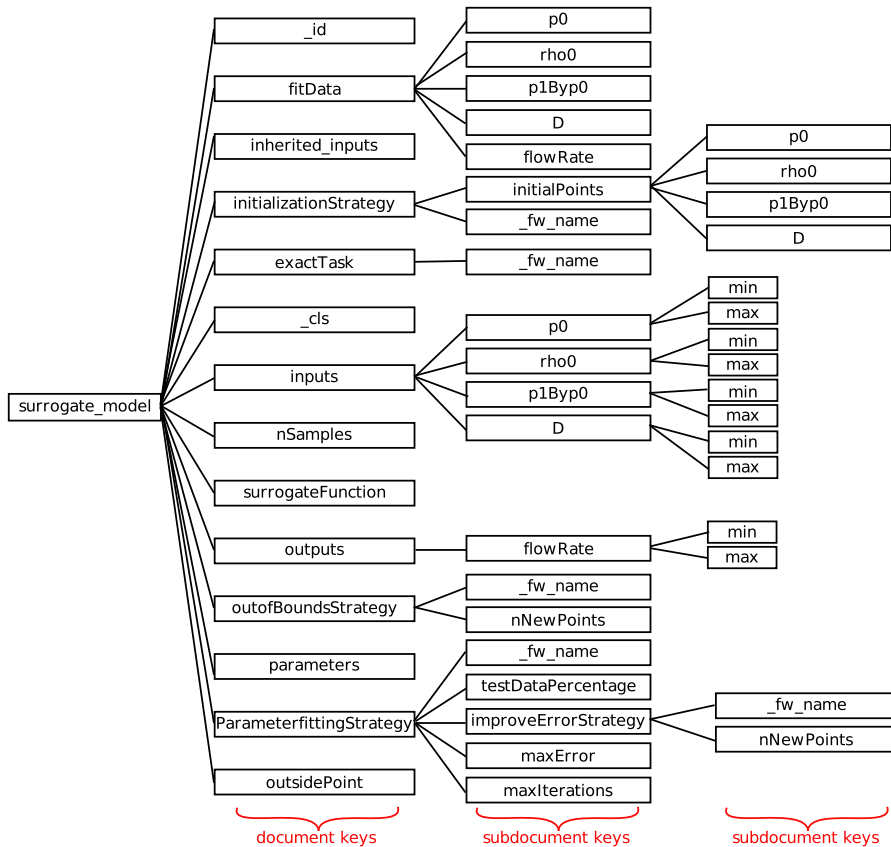 surrogate_model
_id
fitData
inherited_inputs
initializationStrategy
exactTask
_cls
inputs
nSamples
surrogateFunction
outputs
outofBoundsStrategy
parameters
ParameterfittingStrategy
outsidePoint
document keys
p0
rho0
p1Byp0
D
flowRate
initialPoints
_fw_name
_fw_name
p0
rho0
p1Byp0
D
flowRate
_fw_name
nNewPoints
_fw_name
testDataPercentage
improveErrorStrategy
maxError
maxIterations
subdocument keys
p0
rho0
p1Byp0
D
min
max
min
max
min
max
min
max
min
max
_fw_name
nNewPoints
subdocument keys